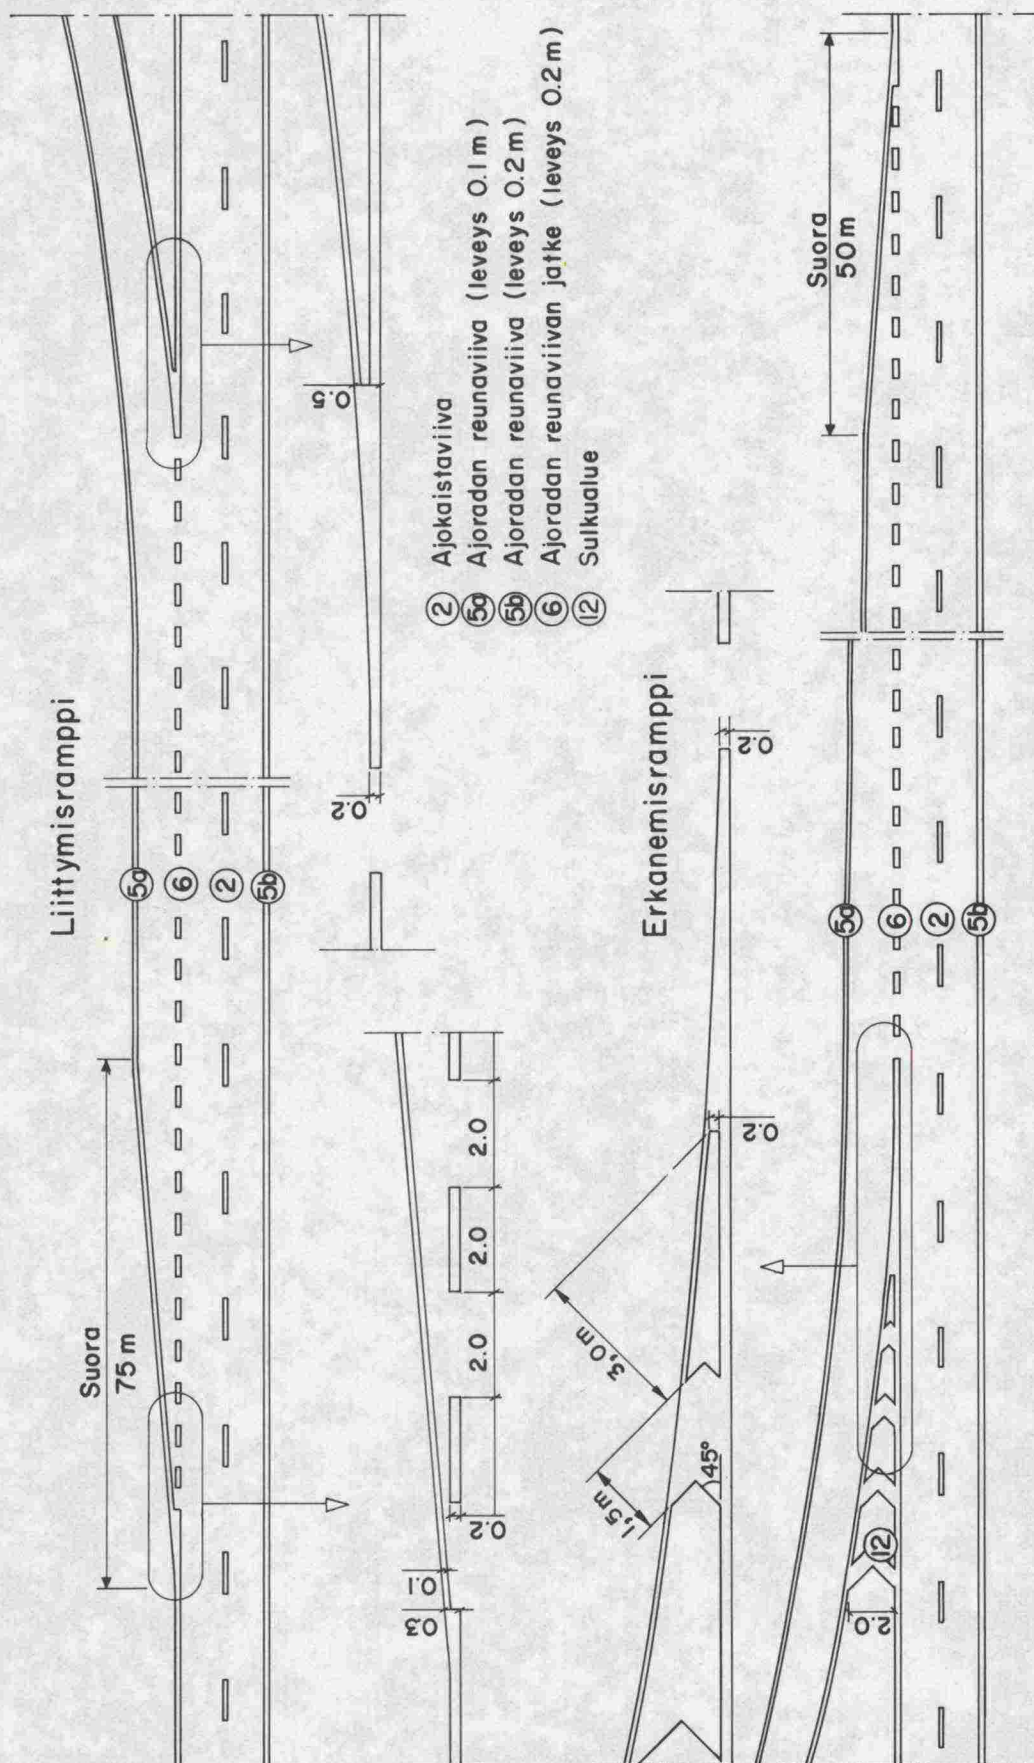 Liittymisramppi
Suora
75 m
5a
6
2
5b
0.5
0.2
0.3
0.1
0.2
2.0
2.0
2.0
2 Ajokaistaviiva
5a Ajoradan reunaviiva (leveys 0.1 m)
5b Ajoradan reunaviiva (leveys 0.2 m)
6 Ajoradan reunaviivan jatke (leveys 0.2 m)
12 Sulkualue
Erkanemisramppi
1,5 m
3,0 m
45°
0.2
0.2
Suora
50 m
5a
6
2
5b
12
2.0